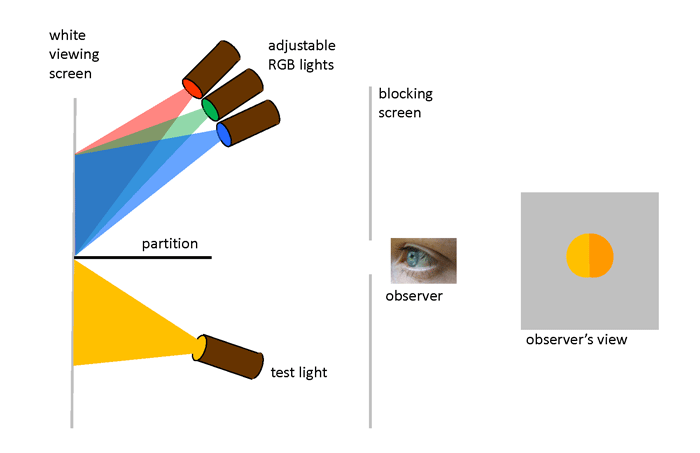 white
viewing
screen
adjustable
RGB lights
blocking
screen
partition
observer
test light
observer's view